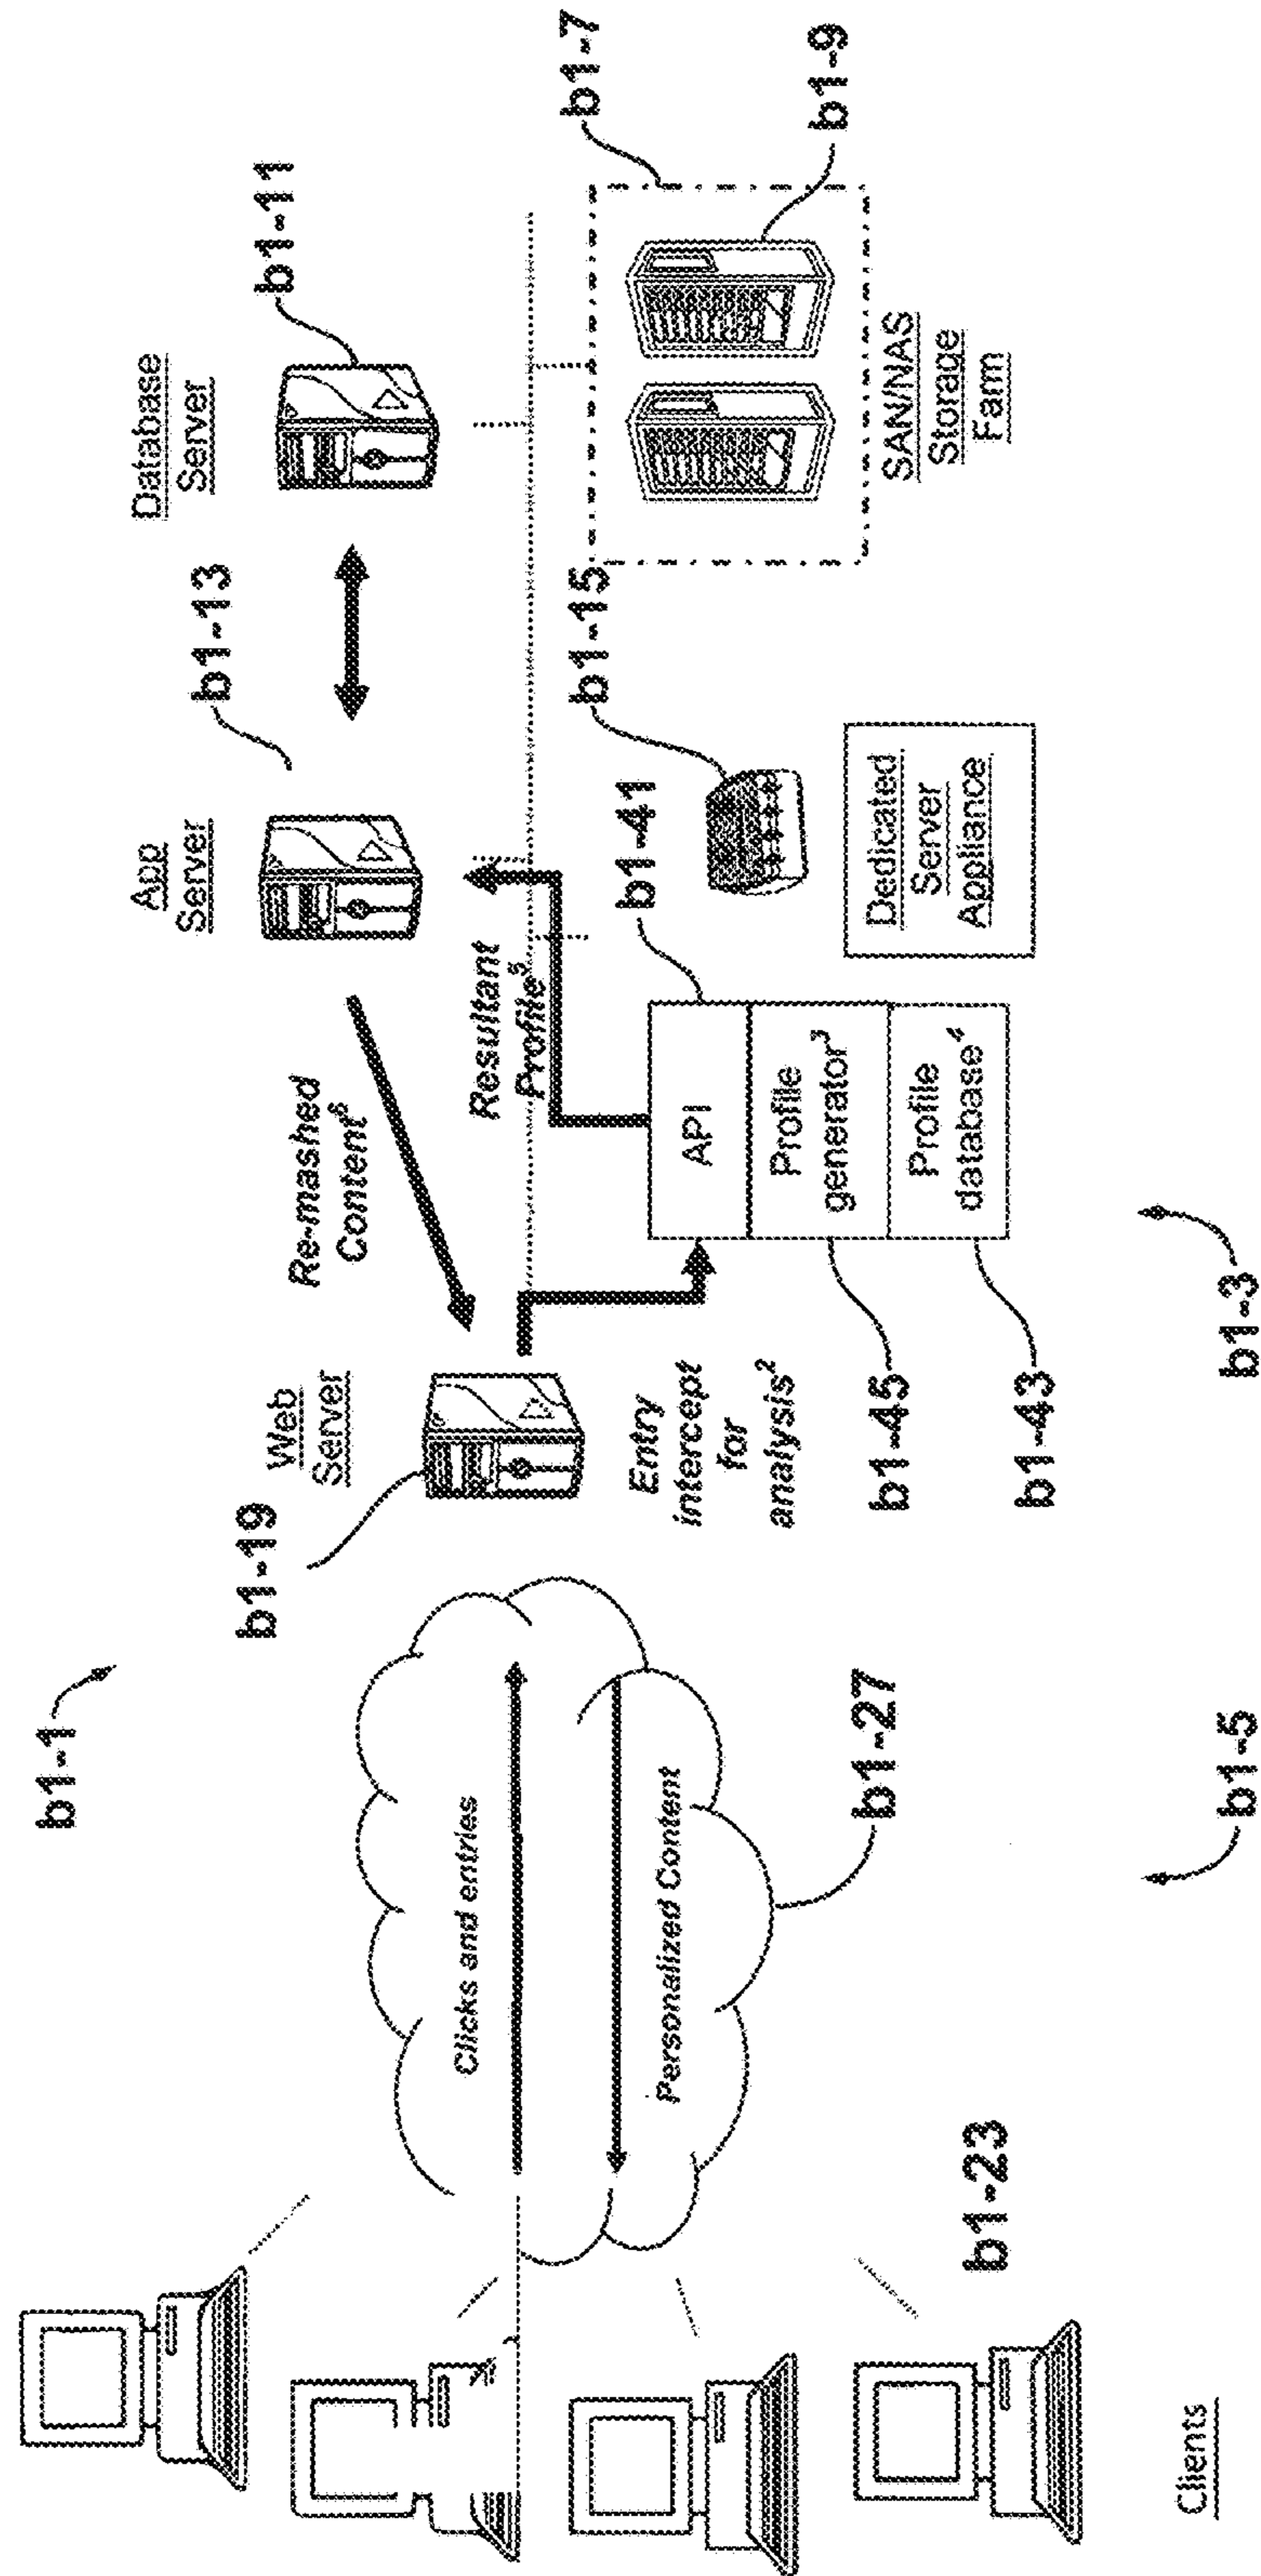 b1-1
Clients
b1-23
Clicks and entries
Personalized Content
b1-27
b1-5
b1-19
Web
Server
Entry
intercept
for
analysis²
Re-mashed
Content⁶
Resultant
Profile⁵
API
Profile
generator³
Profile
database⁴
b1-45
b1-43
b1-3
b1-41
App
Server
b1-13
b1-15
Dedicated
Server
Appliance
Database
Server
b1-11
b1-7
b1-9
SAN/NAS
Storage
Farm